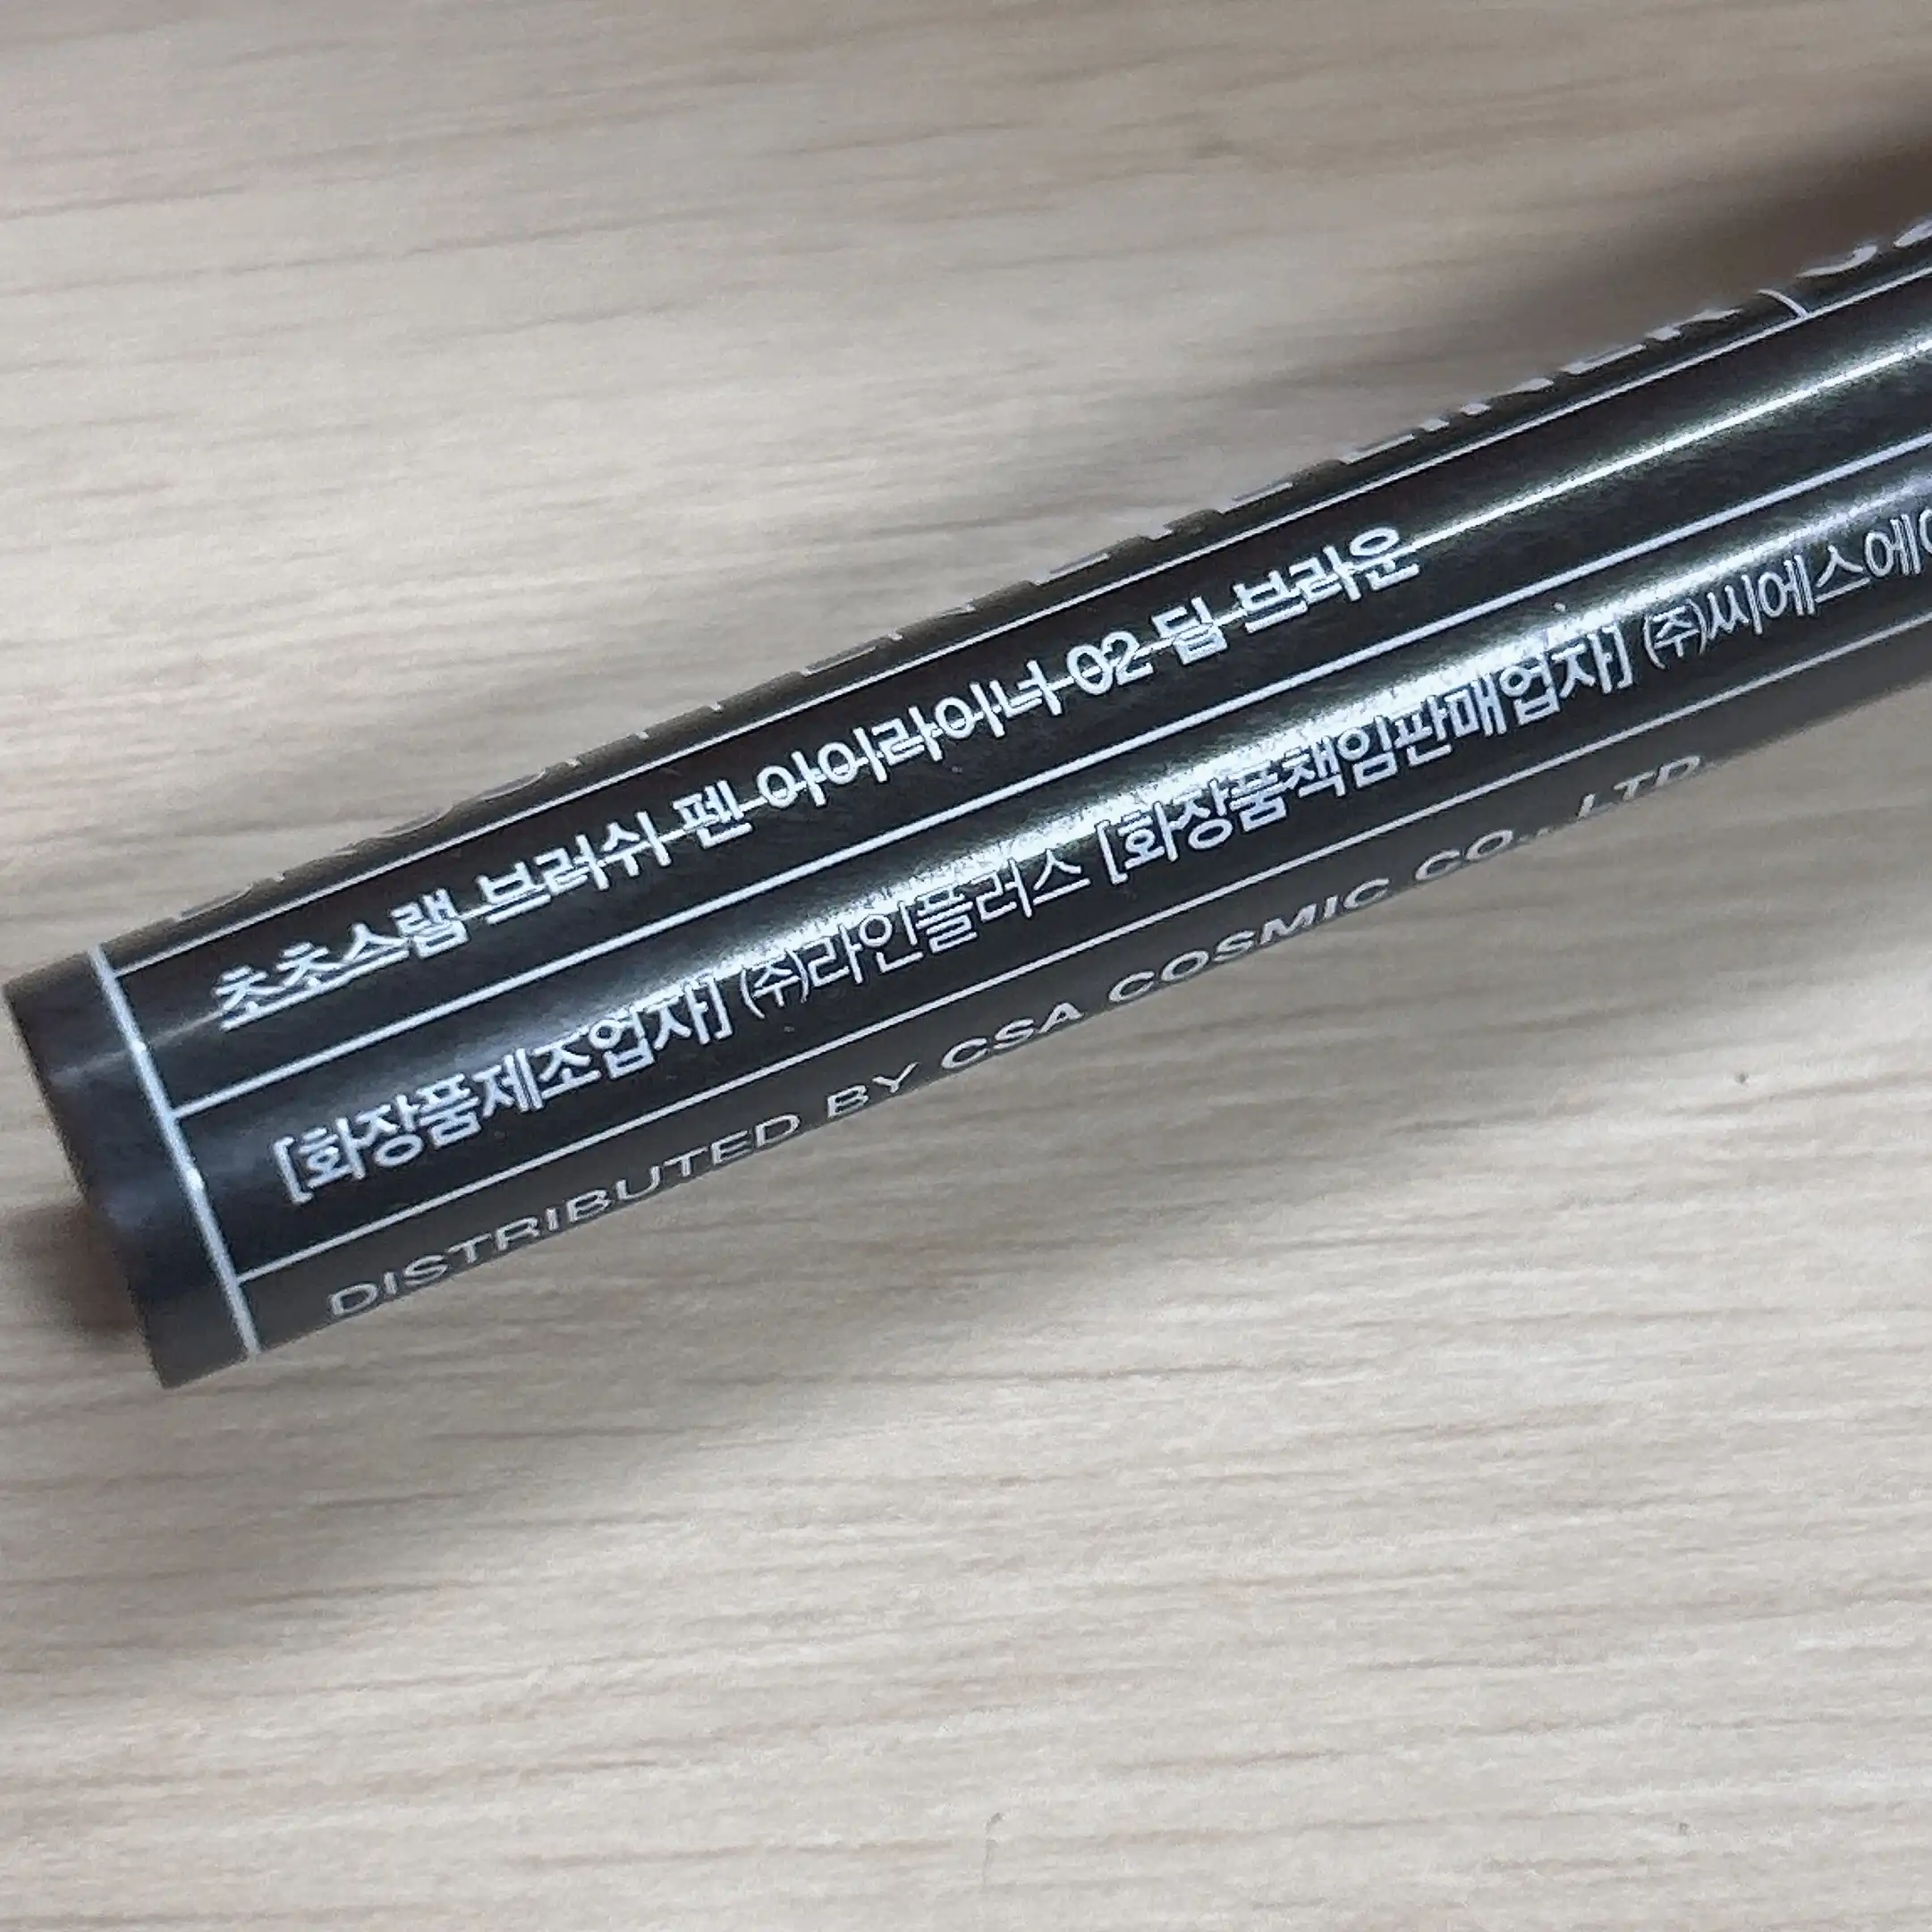 초초스랩 브러쉬 펜 아이라이너 02 딥 브라운
[화장품제조업자] (주)라인플러스 [화장품책임판매업자] (주)씨에스에이
DISTRIBUTED BY CSA COSMIC CO., LTD.